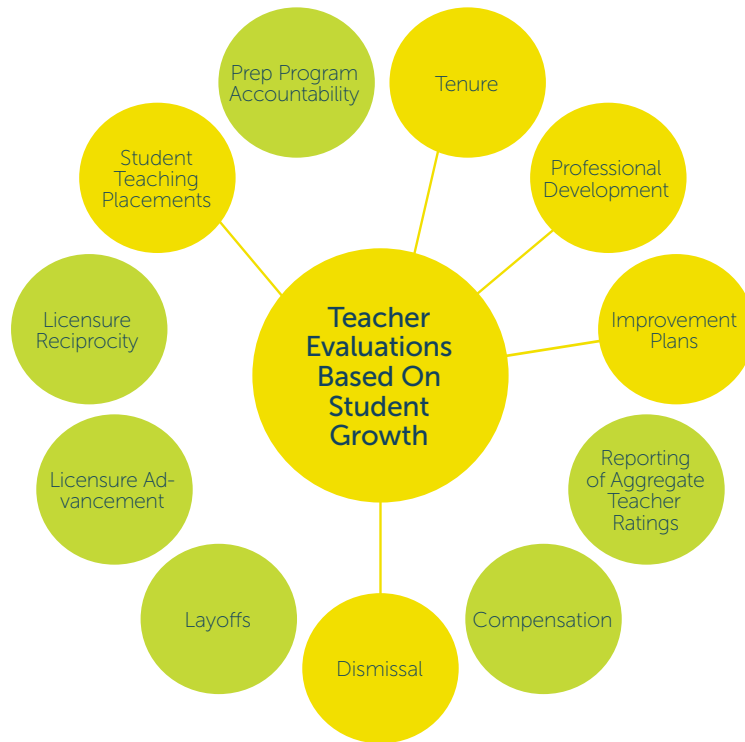 Prep Program
Accountability
Tenure
Student
Teaching
Placements
Professional
Development
Licensure
Reciprocity
Teacher
Evaluations
Based On
Student
Growth
Improvement
Plans
Licensure Ad-
vancement
Reporting
of Aggregate
Teacher
Ratings
Layoffs
Compensation
Dismissal